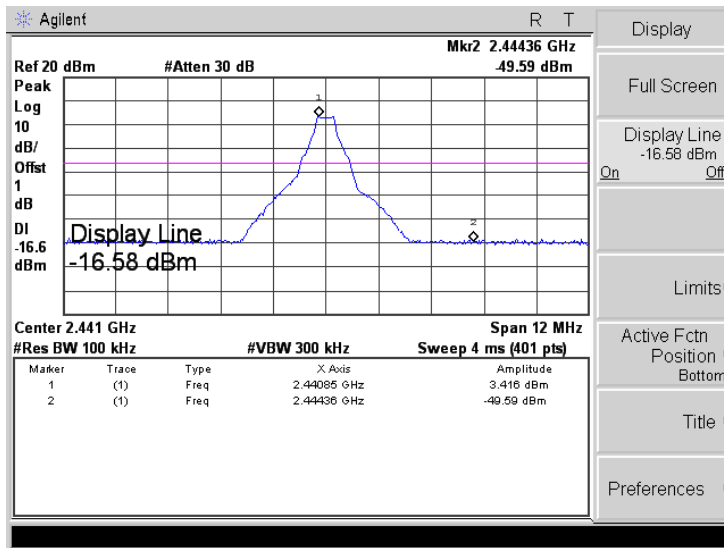 Agilent R T
Mkr2 2.44436 GHz
Ref 20 dBm #Atten 30 dB -49.59 dBm
Peak
Log
10
dB/
Offst
1
dB
DI
-16.6
dBm
1
2
Display Line
-16.58 dBm
Center 2.441 GHz Span 12 MHz
#Res BW 100 kHz #VBW 300 kHz Sweep 4 ms (401 pts)
Marker Trace Type X Axis Amplitude
1 (1) Freq 2.44085 GHz 3.416 dBm
2 (1) Freq 2.44436 GHz -49.59 dBm
Display
Full Screen
Display Line
-16.58 dBm
On Off
Limits
Active Fctn
Position
Bottom
Title
Preferences